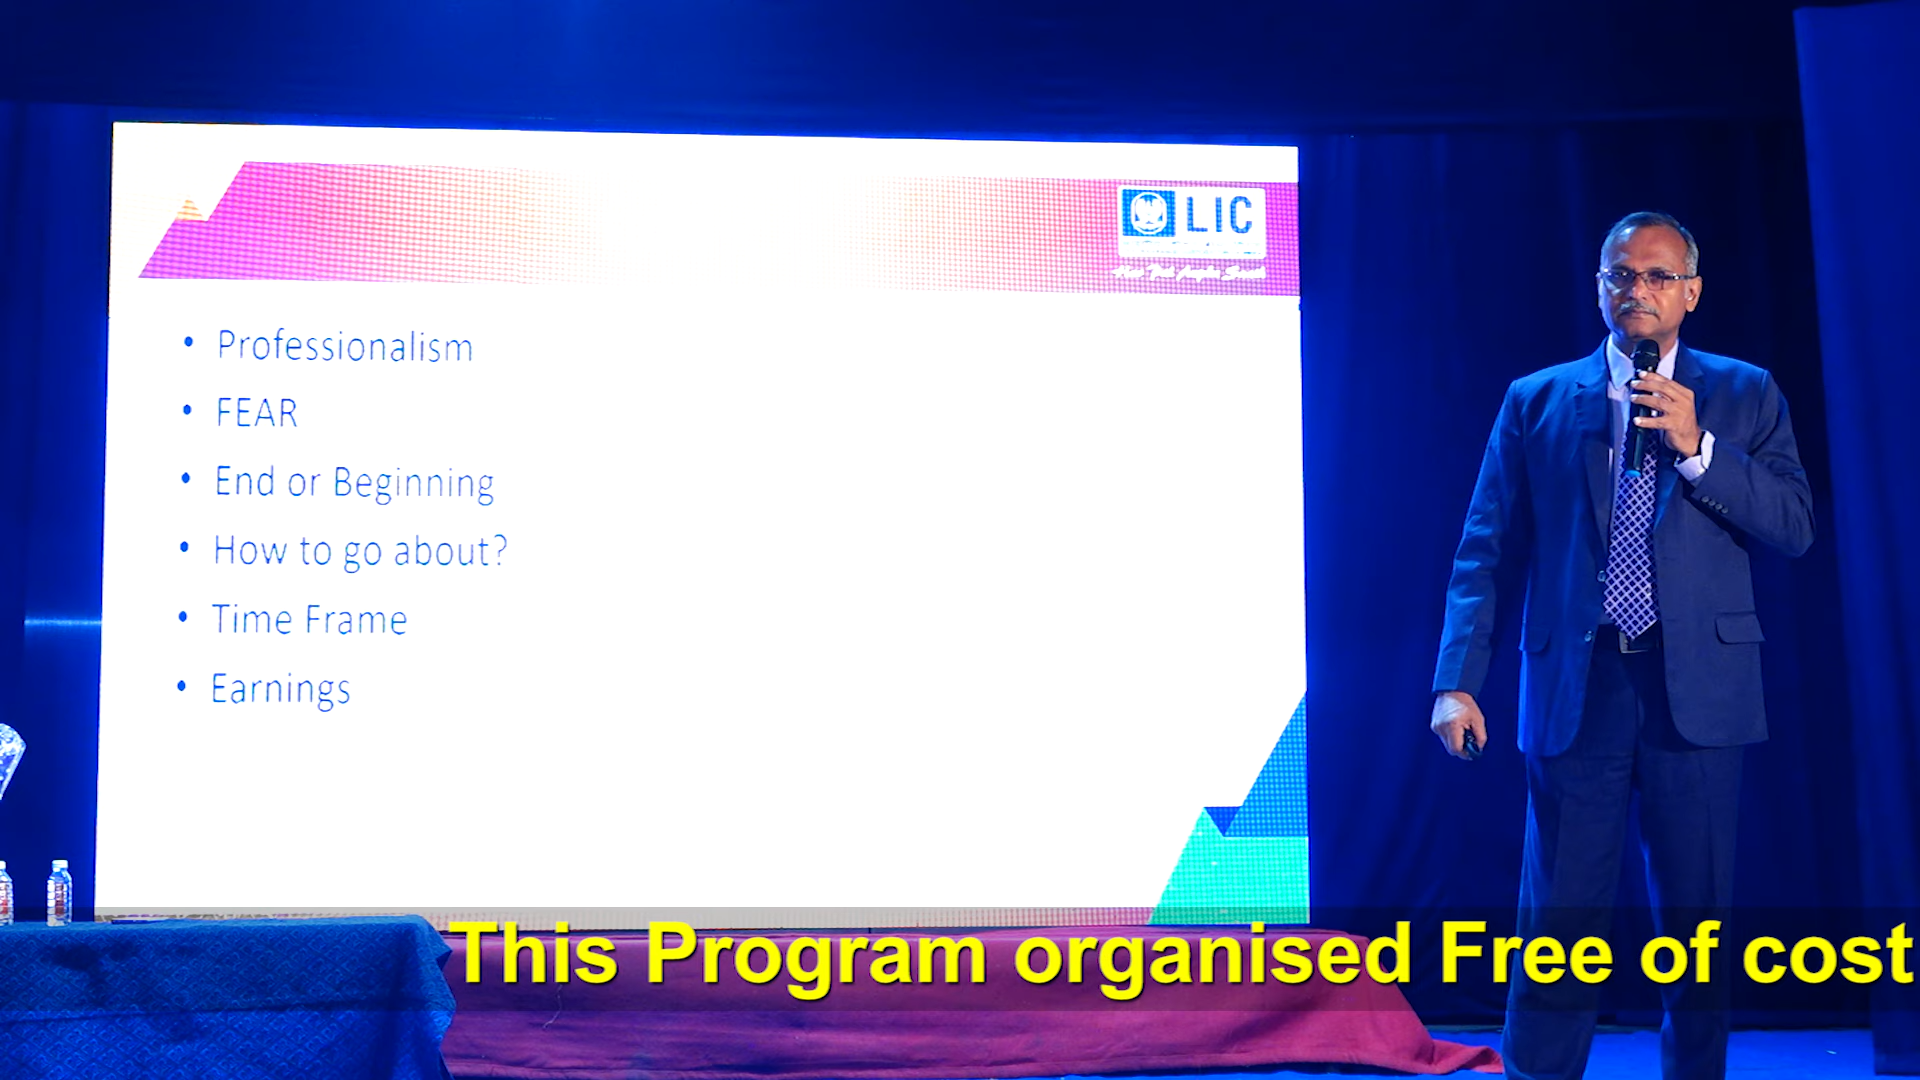 LIC
• Professionalism
• FEAR
• End or Beginning
• How to go about?
• Time Frame
• Earnings
This Program organised Free of cost